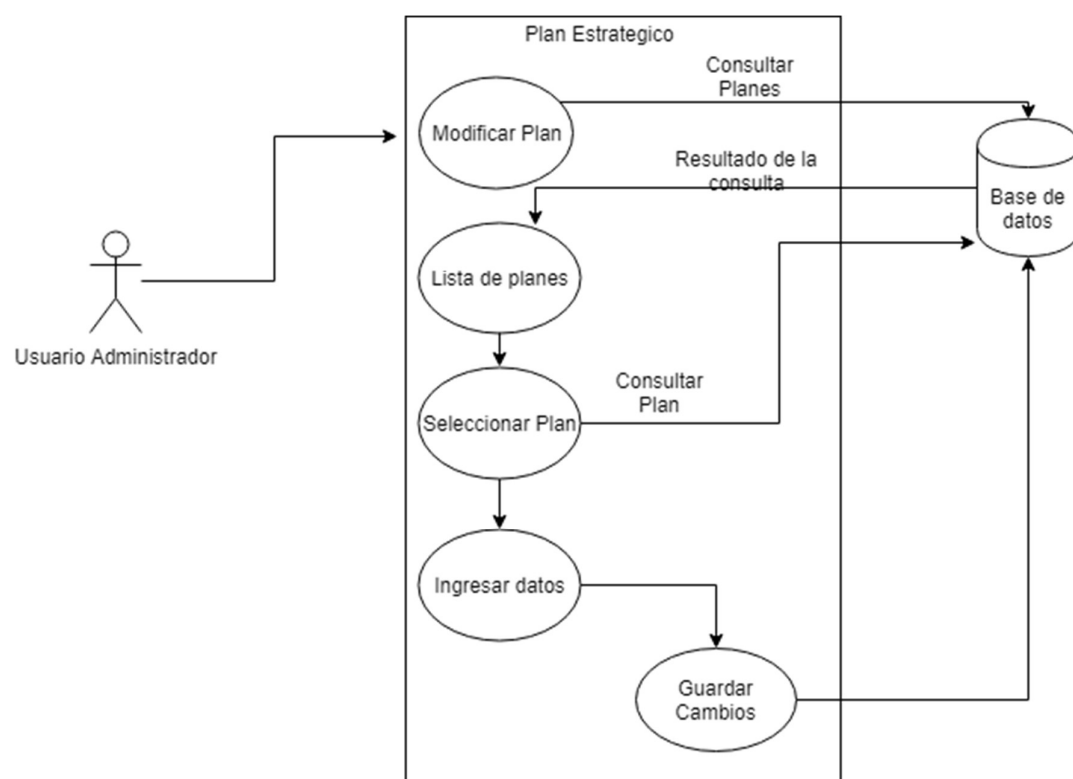 Plan Estrategico
Consultar
Planes
Modificar Plan
Resultado de la
consulta
Base de
datos
Lista de planes
Usuario Administrador
Consultar
Plan
Seleccionar Plan
Ingresar datos
Guardar
Cambios